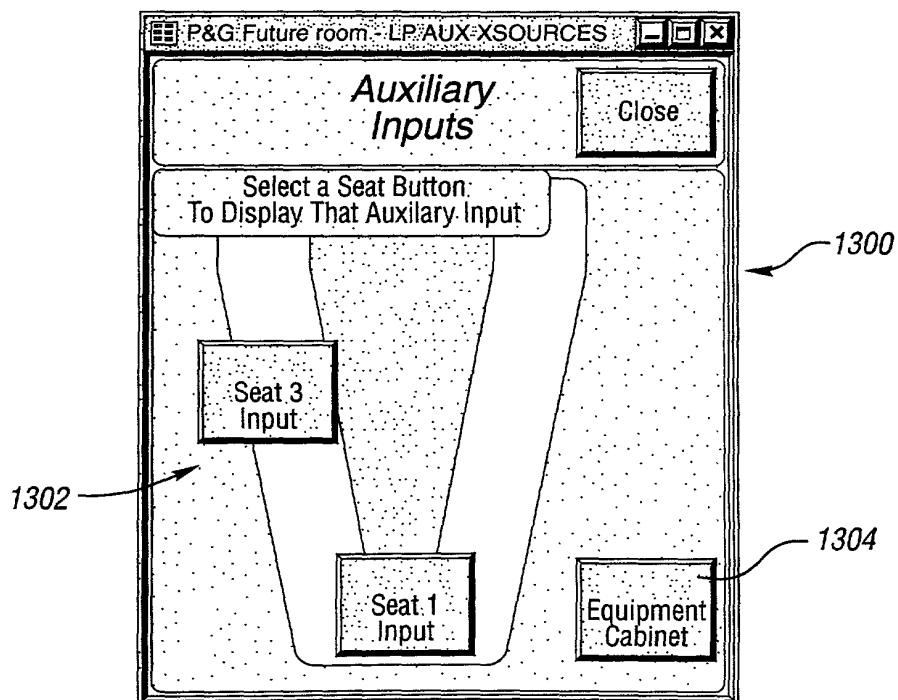 P&G Future room - LP AUX XSOURCES
Auxiliary
Inputs
Close
Select a Seat Button
To Display That Auxilary Input
1300
Seat 3
Input
1302
1304
Seat 1
Input
Equipment
Cabinet